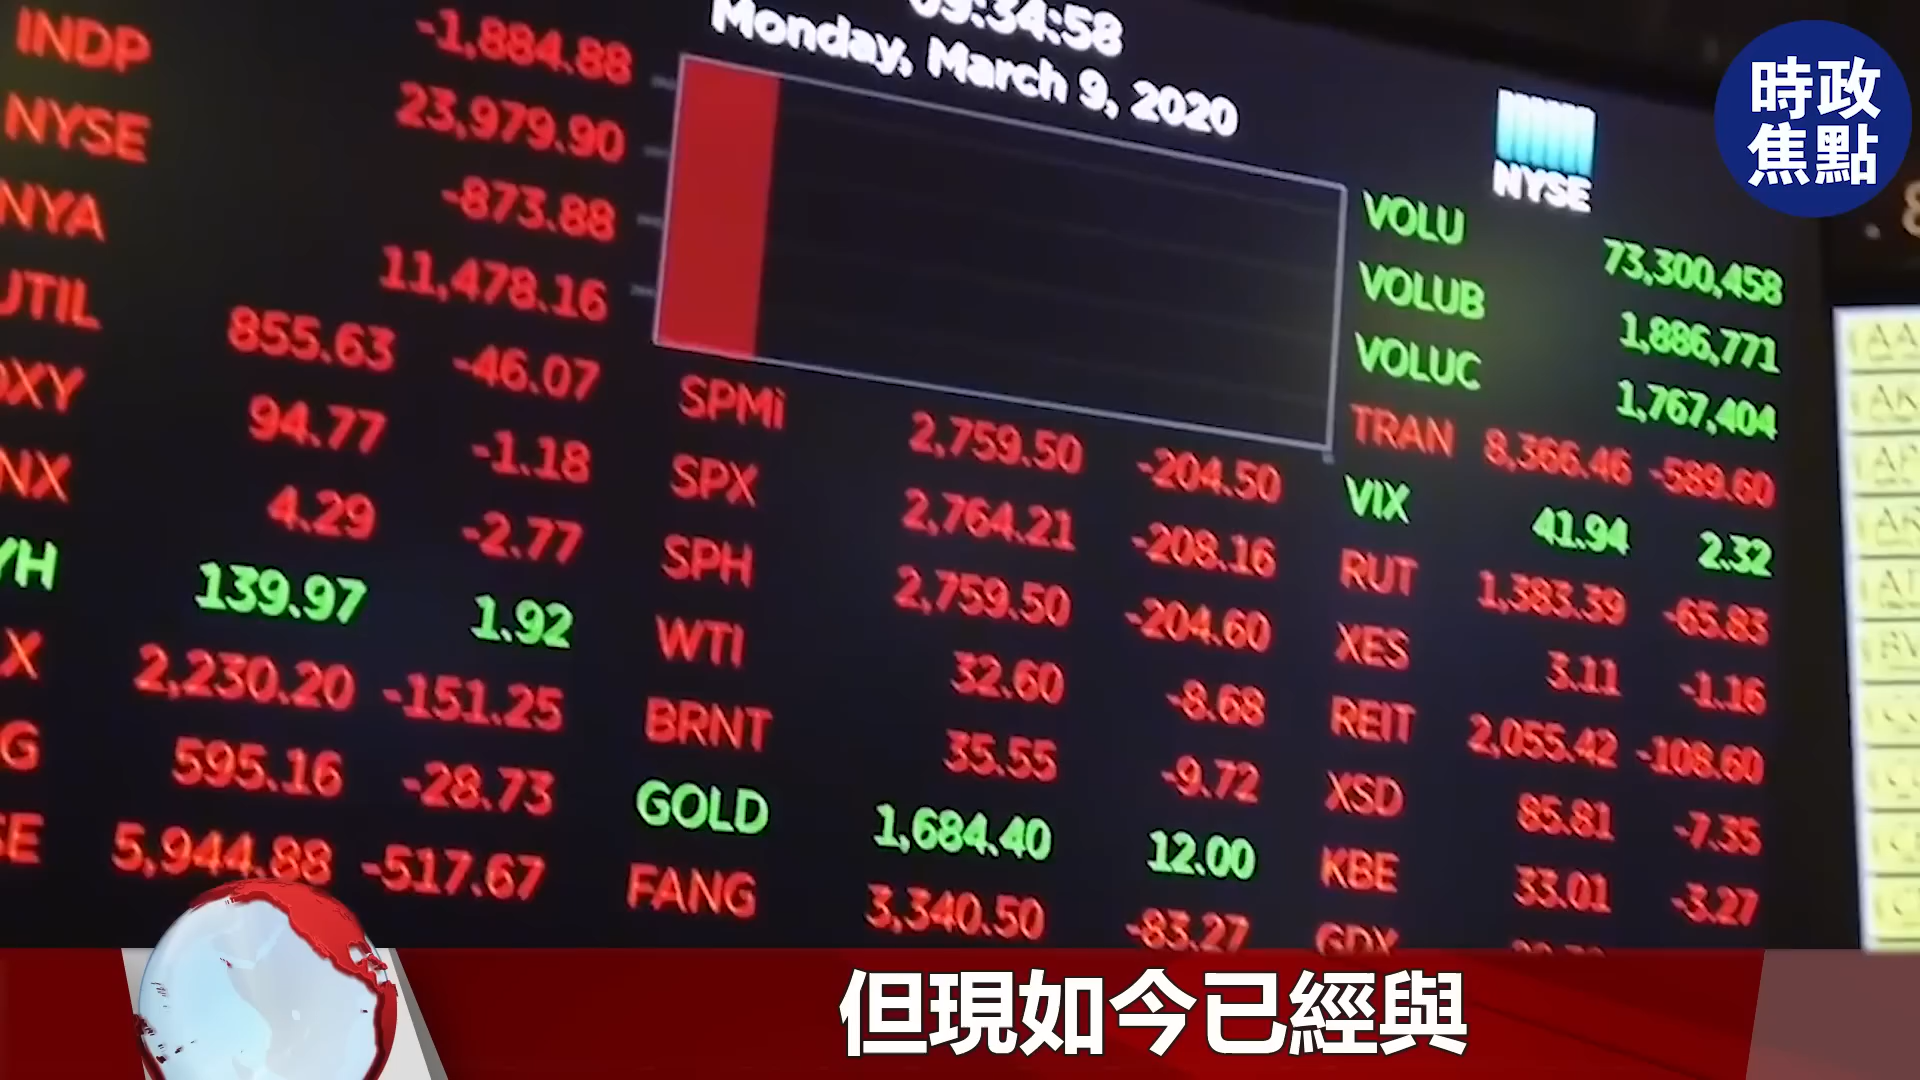 09:34:58
Monday, March 9, 2020
INDP -1,884.88
NYSE 23,979.90
NYA -873.88
UTIL 11,478.16
855.63 -46.07
94.77 -1.18
4.29 -2.77
139.97 1.92
2,230.20 -151.25
595.16 -28.73
5,944.88 -517.67
SPMi 2,759.50 -204.50
SPX 2,764.21 -208.16
SPH 2,759.50 -204.60
WTI 32.60 -8.68
BRNT 35.55 -9.72
GOLD 1,684.40 12.00
FANG 3,340.50 -83.27
NYSE
VOLU 73,300,458
VOLUB 1,886,771
VOLUC 1,767,404
TRAN 8,366.46 -589.60
VIX 41.94 2.32
RUT 1,383.39 -65.83
XES 3.11 -1.16
REIT 2,055.42 -108.60
XSD 85.81 -7.35
KBE 33.01 -3.27
GDX
時政
焦點
但現如今已經與